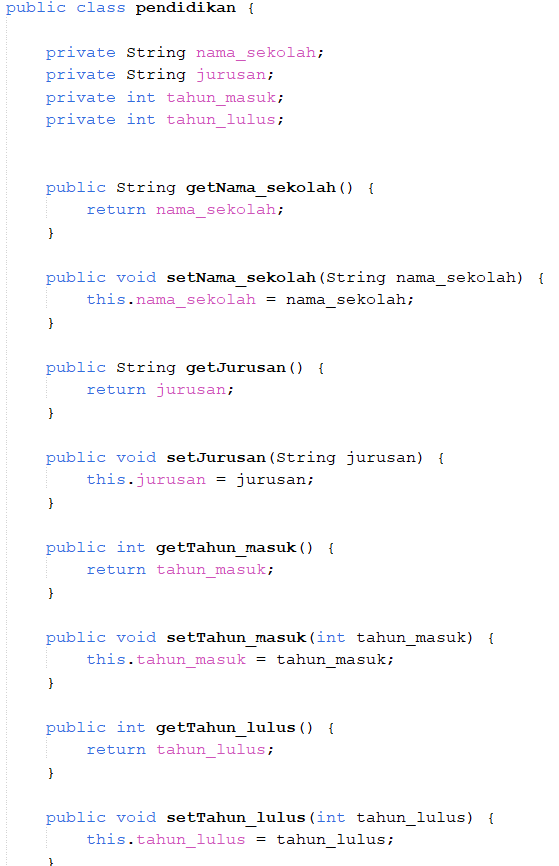 public class pendidikan {
private String nama_sekolah;
private String jurusan;
private int tahun_masuk;
private int tahun_lulus;
public String getNama_sekolah() {
return nama_sekolah;
}
public void setNama_sekolah(String nama_sekolah) {
this.nama_sekolah = nama_sekolah;
}
public String getJurusan() {
return jurusan;
}
public void setJurusan(String jurusan) {
this.jurusan = jurusan;
}
public int getTahun_masuk() {
return tahun_masuk;
}
public void setTahun_masuk(int tahun_masuk) {
this.tahun_masuk = tahun_masuk;
}
public int getTahun_lulus() {
return tahun_lulus;
}
public void setTahun_lulus(int tahun_lulus) {
this.tahun_lulus = tahun_lulus;
}